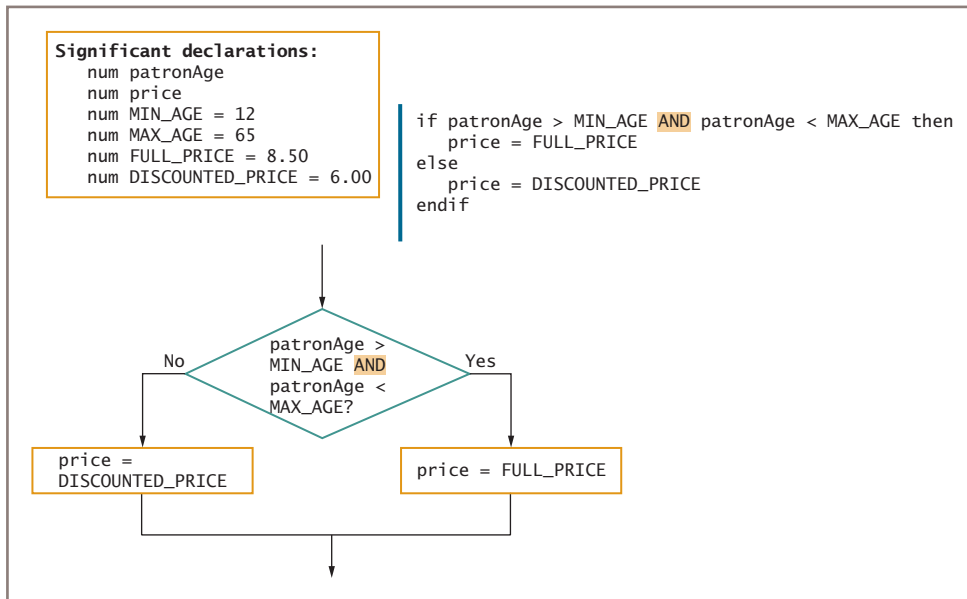 Significant declarations:
num patronAge
num price
num MIN_AGE = 12
num MAX_AGE = 65
num FULL_PRICE = 8.50
num DISCOUNTED_PRICE = 6.00
if patronAge > MIN_AGE AND patronAge < MAX_AGE then
price = FULL_PRICE
else
price = DISCOUNTED_PRICE
endif
patronAge >
MIN_AGE AND
patronAge <
MAX_AGE?
No
Yes
price =
DISCOUNTED_PRICE
price = FULL_PRICE